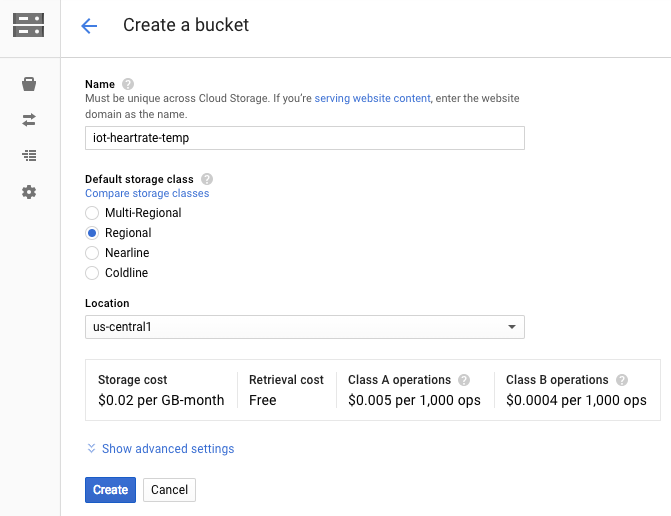 Create a bucket
Name
Must be unique across Cloud Storage. If you're serving website content, enter the website
domain as the name.
iot-heartrate-temp
Default storage class
Compare storage classes
Multi-Regional
Regional
Nearline
Coldline
Location
us-central1
Storage cost Retrieval cost Class A operations Class B operations
$0.02 per GB-month Free $0.005 per 1,000 ops $0.0004 per 1,000 ops
Show advanced settings
Create Cancel